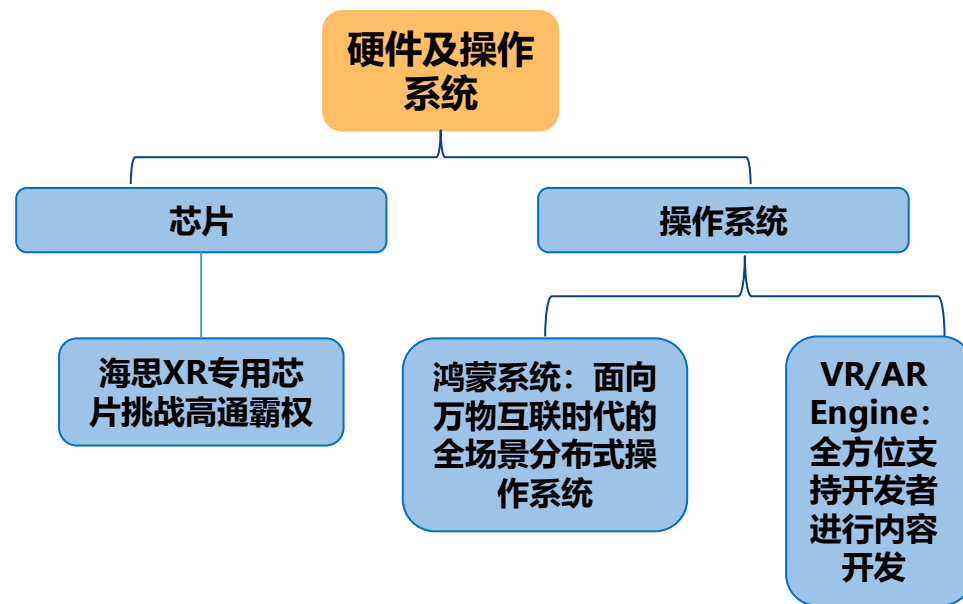 硬件及操作
系统
芯片
操作系统
海思XR专用芯
片挑战高通霸权
鸿蒙系统：面向
万物互联时代的
全场景分布式操
作系统
VR/AR
Engine：
全方位支
持开发者
进行内容
开发